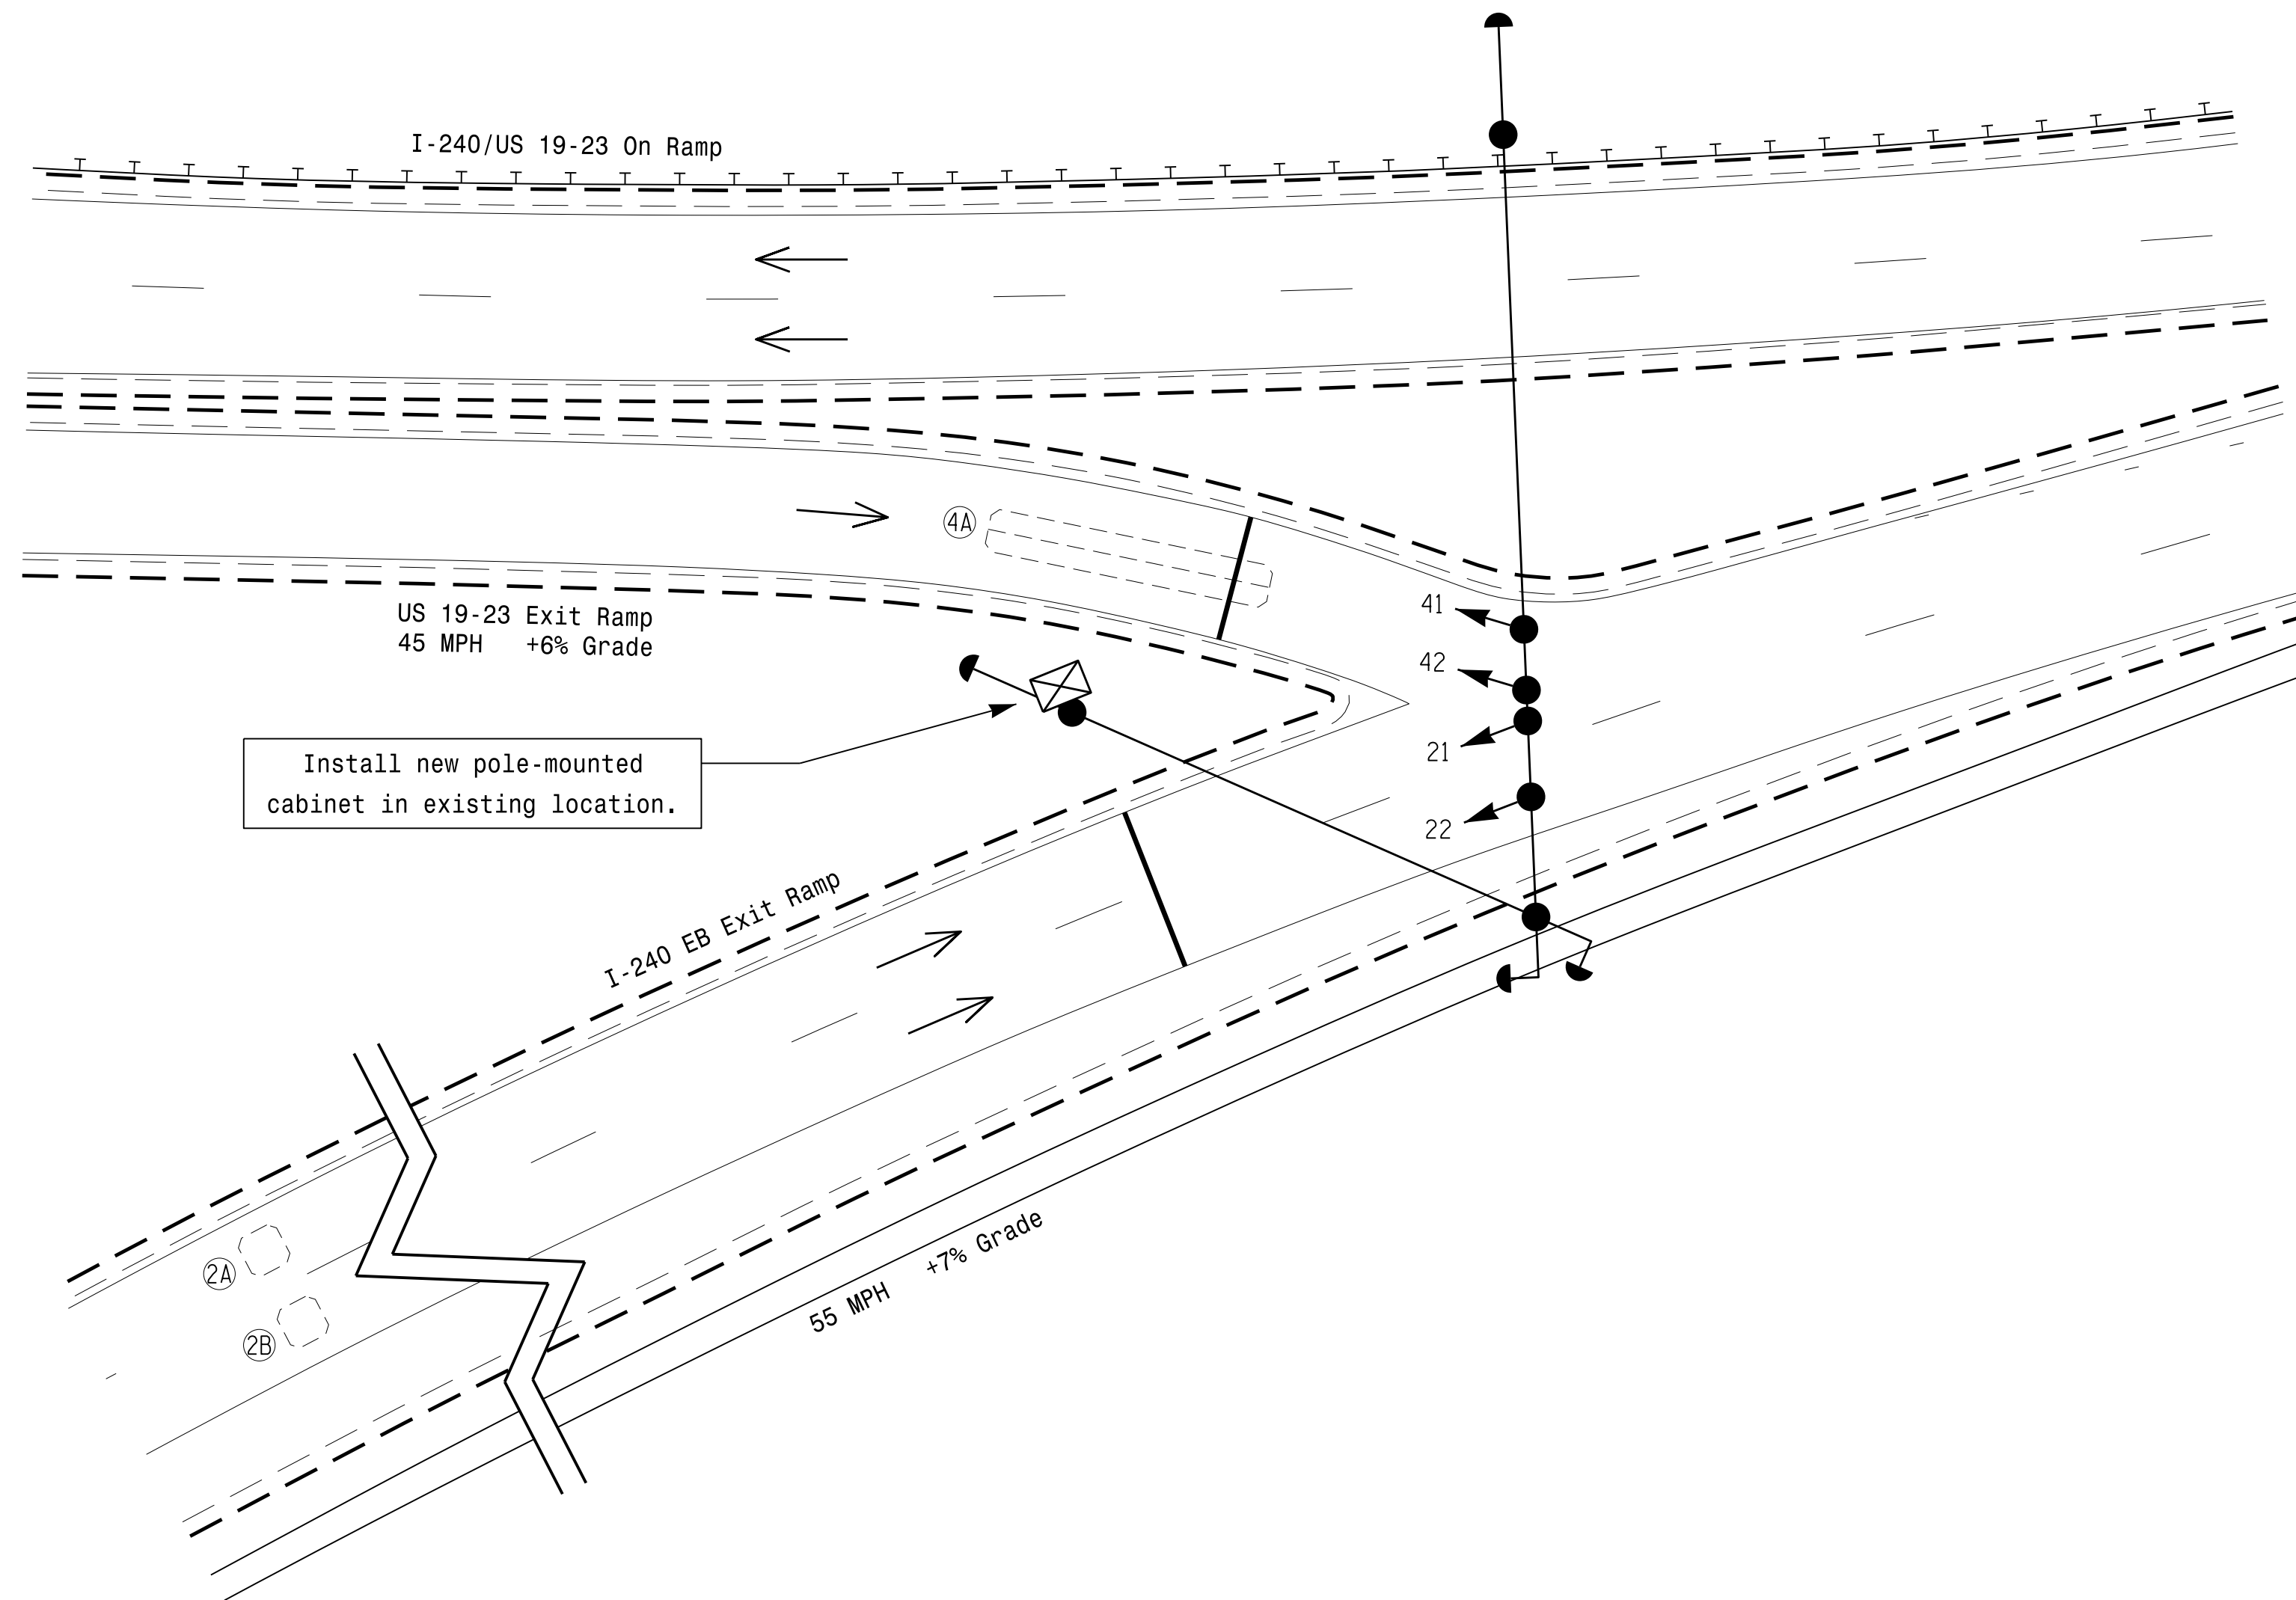 I-240/US 19-23 On Ramp
4A
41
US 19-23 Exit Ramp
45 MPH +6% Grade
42
21
Install new pole-mounted
cabinet in existing location.
22
I-240 EB Exit Ramp
2A
2B
55 MPH +7% Grade